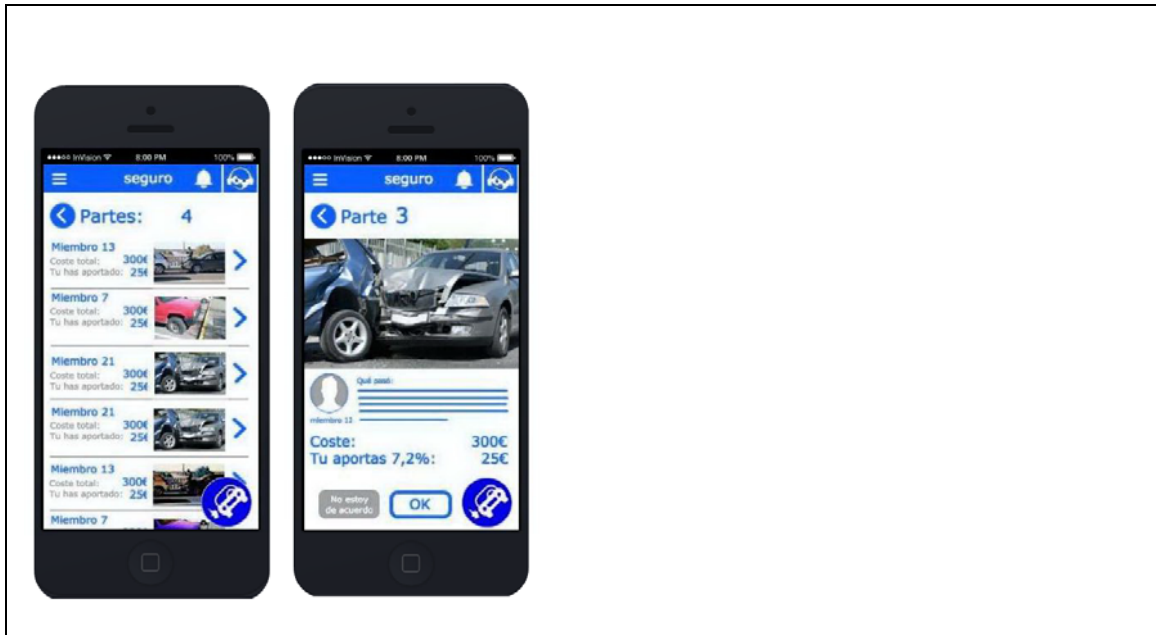 InVision 8:00 PM 100%
seguro
Partes: 4
Miembro 13
Coste total: 300€
Tu has aportado: 25€
Miembro 7
Coste total: 300€
Tu has aportado: 25€
Miembro 21
Coste total: 300€
Tu has aportado: 25€
Miembro 21
Coste total: 300€
Tu has aportado: 25€
Miembro 13
Coste total: 300€
Tu has aportado: 25€
Miembro 7
InVision 8:00 PM 100%
seguro
Parte 3
Qué pasó:
miembro 12
Coste: 300€
Tu aportas 7,2%: 25€
No estoy
de acuerdo
OK